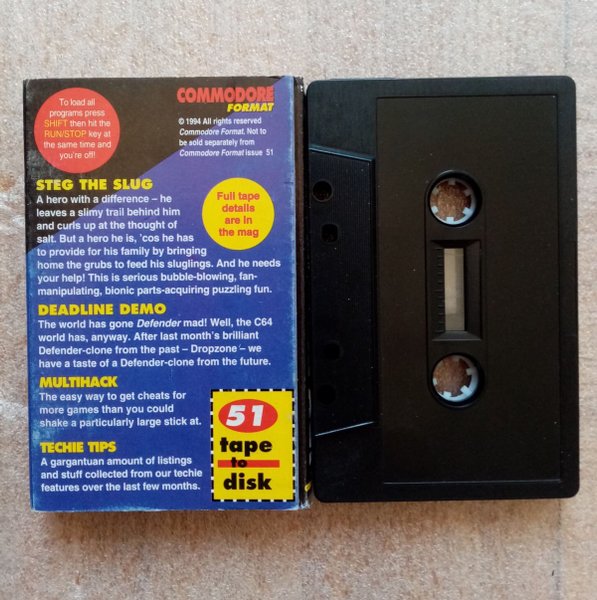 To load all
programs press
SHIFT then hit the
RUN/STOP key at
the same time and
you're off!
COMMODORE
FORMAT
© 1994 All rights reserved
Commodore Format. Not to
be sold separately from
Commodore Format issue 51
STEG THE SLUG
A hero with a difference – he
leaves a slimy trail behind him
and curls up at the thought of
salt. But a hero he is, 'cos he has
to provide for his family by bringing
home the grubs to feed his sluglings. And he needs
your help! This is serious bubble-blowing, fan-
manipulating, bionic parts-acquiring puzzling fun.
Full tape
details
are in
the mag
DEADLINE DEMO
The world has gone Defender mad! Well, the C64
world has, anyway. After last month's brilliant
Defender-clone from the past – Dropzone – we
have a taste of a Defender-clone from the future.
MULTIHACK
The easy way to get cheats for
more games than you could
shake a particularly large stick at.
TECHIE TIPS
A gargantuan amount of listings
and stuff collected from our techie
features over the last few months.
51
tape
to
disk